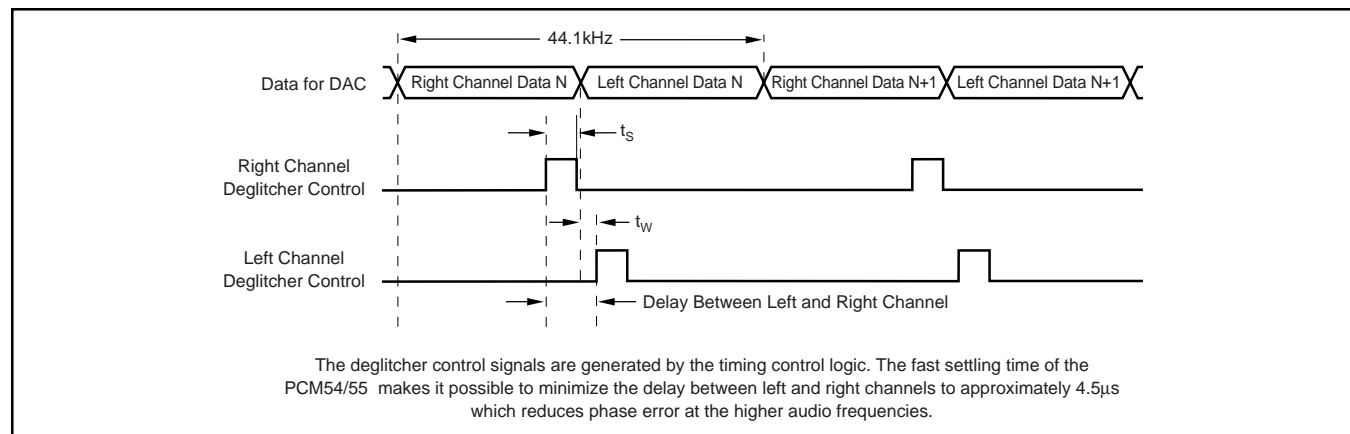 44.1kHz
Data for DAC
Right Channel Data N
Left Channel Data N
Right Channel Data N+1
Left Channel Data N+1
tS
Right Channel
Deglitcher Control
tW
Left Channel
Deglitcher Control
Delay Between Left and Right Channel
The deglitcher control signals are generated by the timing control logic. The fast settling time of the
PCM54/55 makes it possible to minimize the delay between left and right channels to approximately 4.5µs
which reduces phase error at the higher audio frequencies.